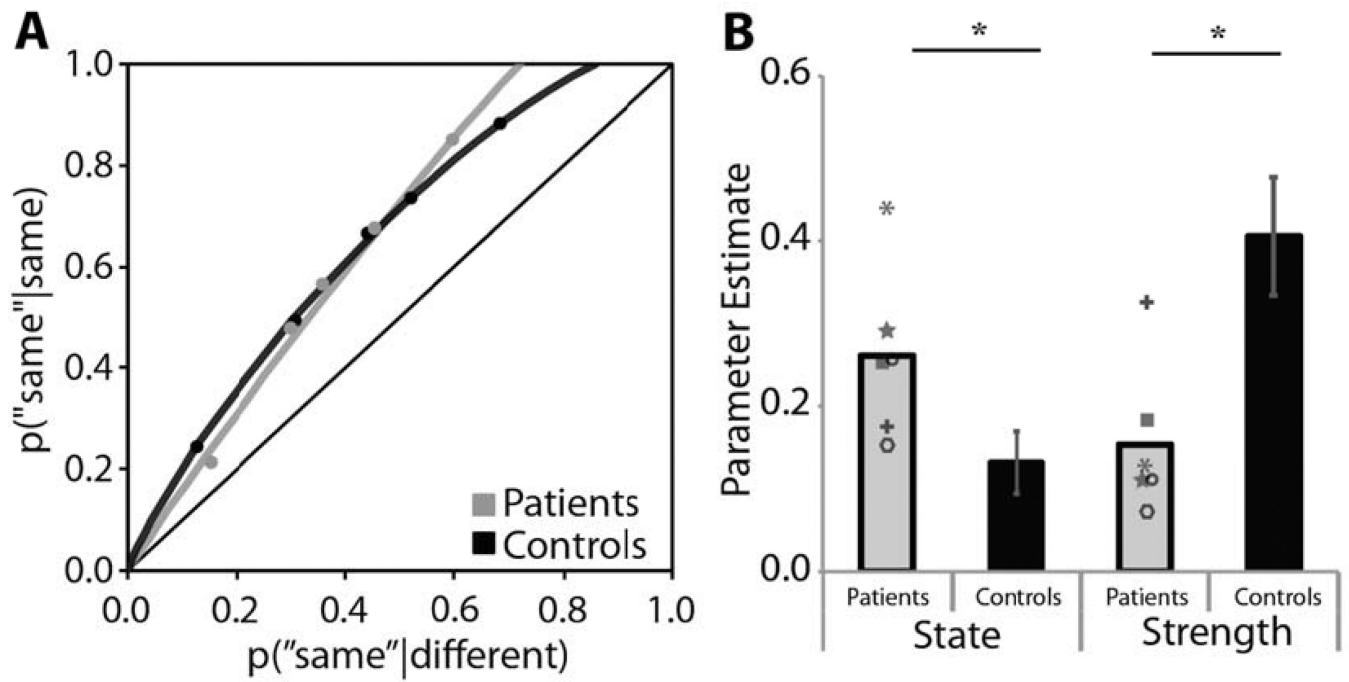 A
p("same"|same)
1.0
0.8
0.6
0.4
0.2
0.0
Patients
Controls
0.0 0.2 0.4 0.6 0.8 1.0
p("same"|different)
B
* *
Parameter Estimate
0.6
0.4
0.2
0.0
Patients Controls Patients Controls
State Strength